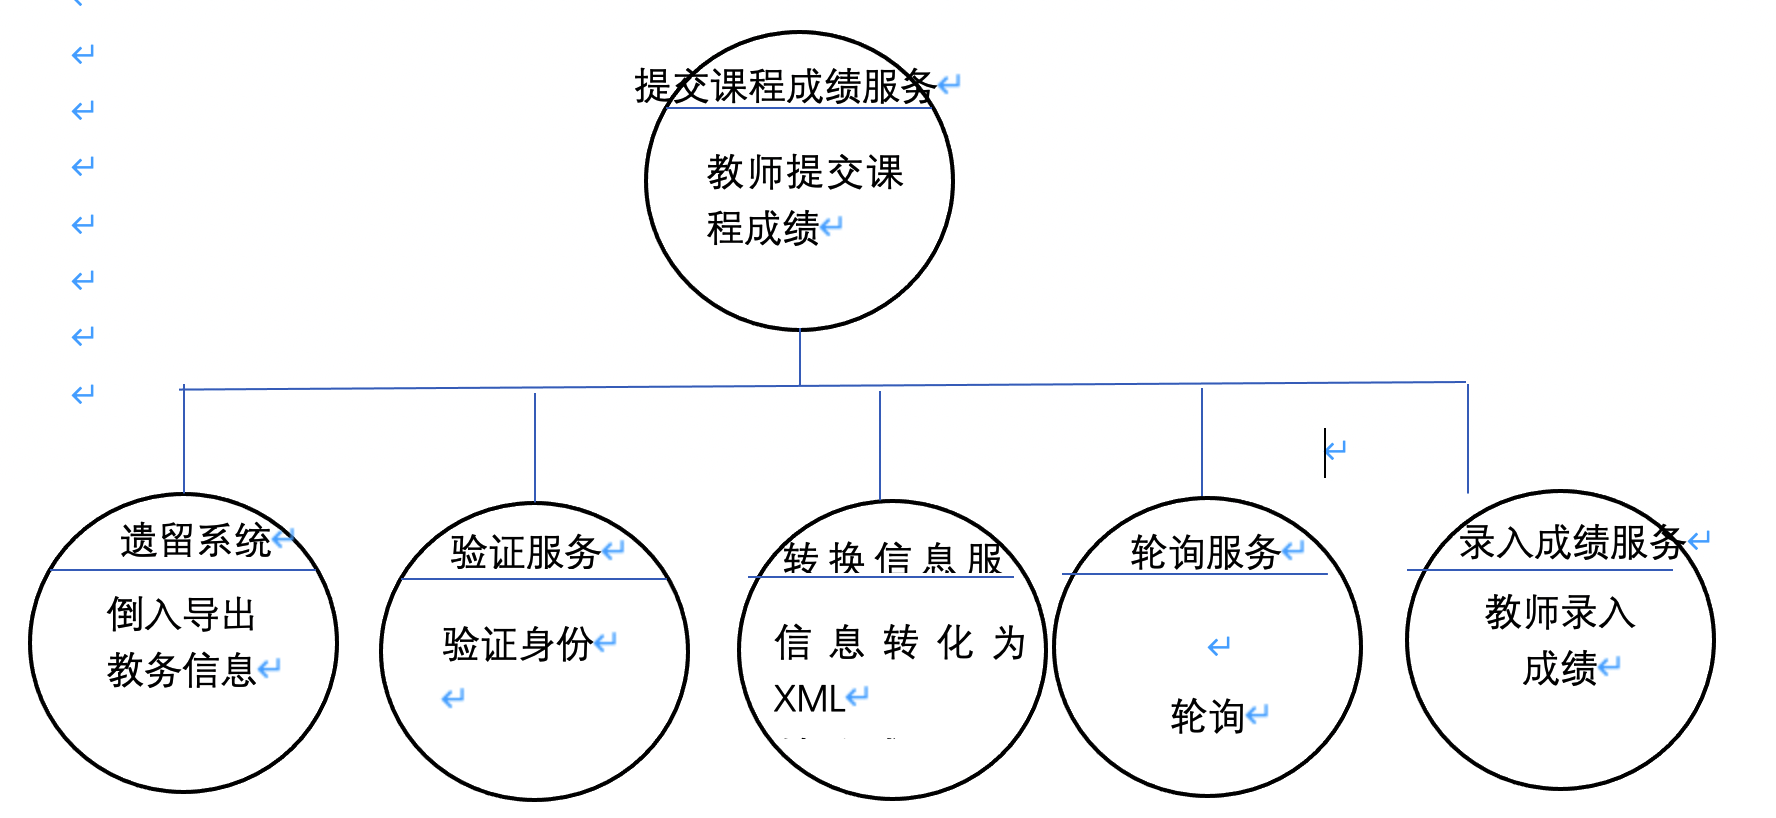 提交课程成绩服务
教师提交课
程成绩
遗留系统
倒入导出
教务信息
验证服务
验证身份
转换信息服
信息转化为
XML
轮询服务
轮询
录入成绩服务
教师录入
成绩